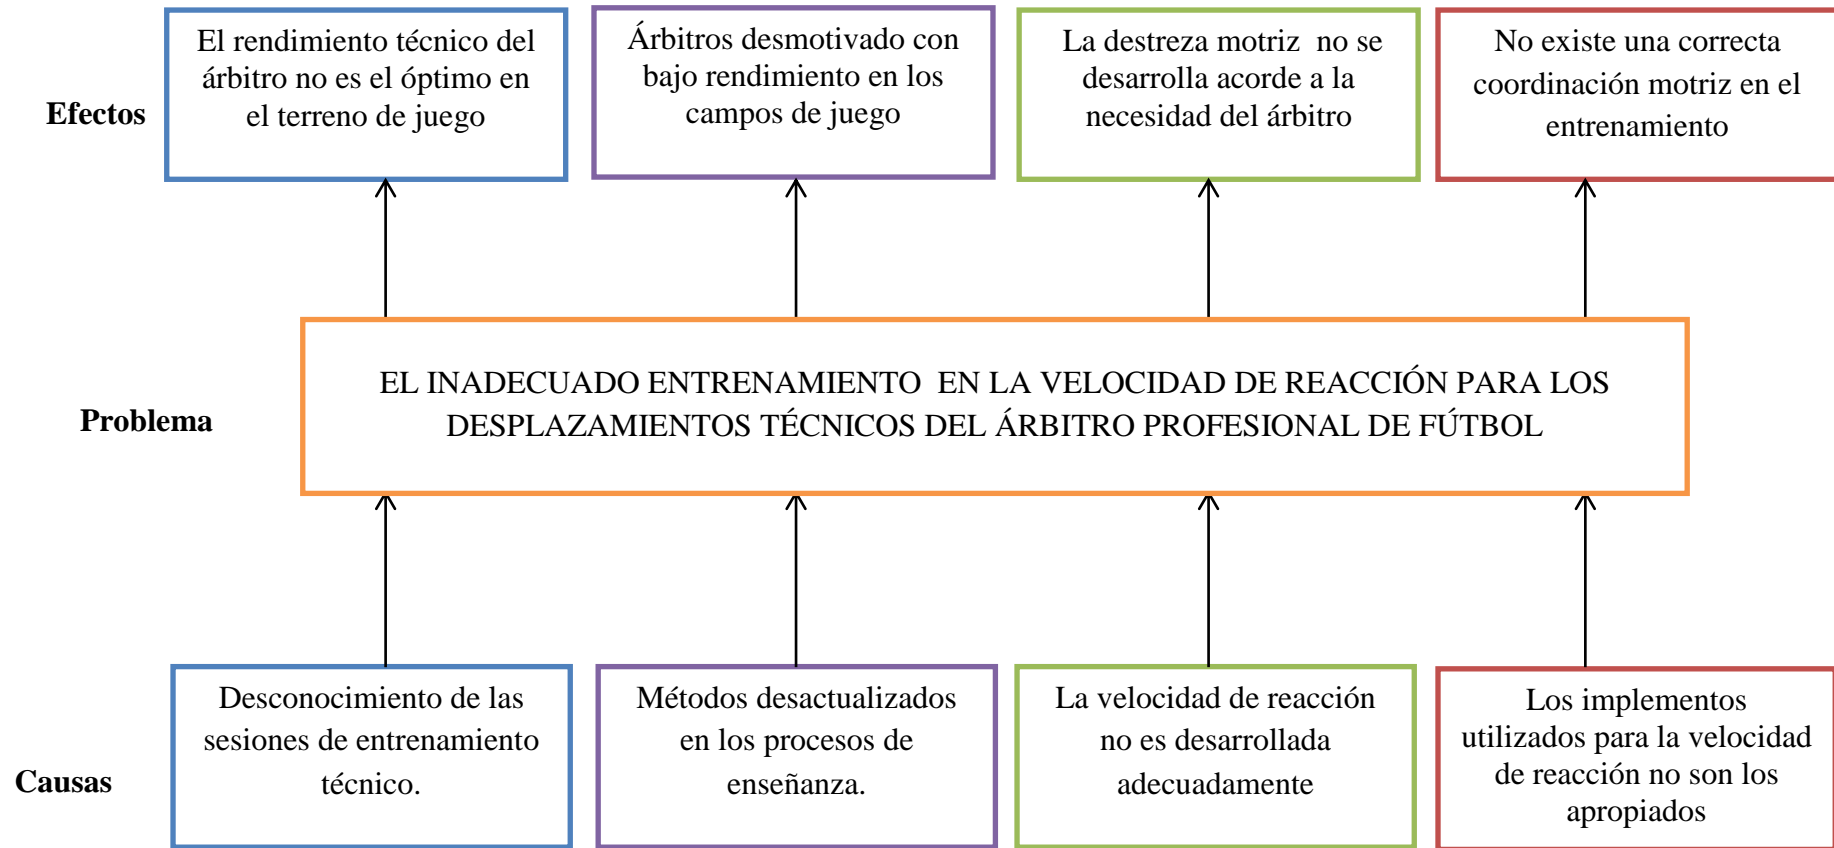 Efectos
El rendimiento técnico del
árbitro no es el óptimo en
el terreno de juego
Árbitros desmotivado con
bajo rendimiento en los
campos de juego
La destreza motriz  no se
desarrolla acorde a la
necesidad del árbitro
No existe una correcta
coordinación motriz en el
entrenamiento
Problema
EL INADECUADO ENTRENAMIENTO  EN LA VELOCIDAD DE REACCIÓN PARA LOS
DESPLAZAMIENTOS TÉCNICOS DEL ÁRBITRO PROFESIONAL DE FÚTBOL
Causas
Desconocimiento de las
sesiones de entrenamiento
técnico.
Métodos desactualizados
en los procesos de
enseñanza.
La velocidad de reacción
no es desarrollada
adecuadamente
Los implementos
utilizados para la velocidad
de reacción no son los
apropiados